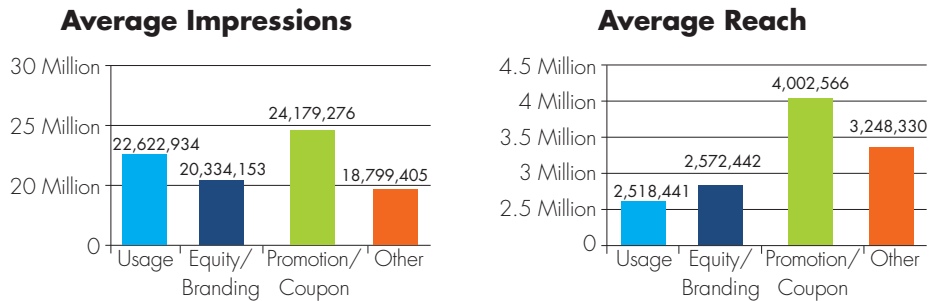 Average Impressions
30 Million
25 Million
20 Million
0
22,622,934
20,334,153
24,179,276
18,799,405
Usage
Equity/
Branding
Promotion/
Coupon
Other
Average Reach
4.5 Million
4 Million
3.5 Million
3 Million
2.5 Million
0
2,518,441
2,572,442
4,002,566
3,248,330
Usage
Equity/
Branding
Promotion/
Coupon
Other